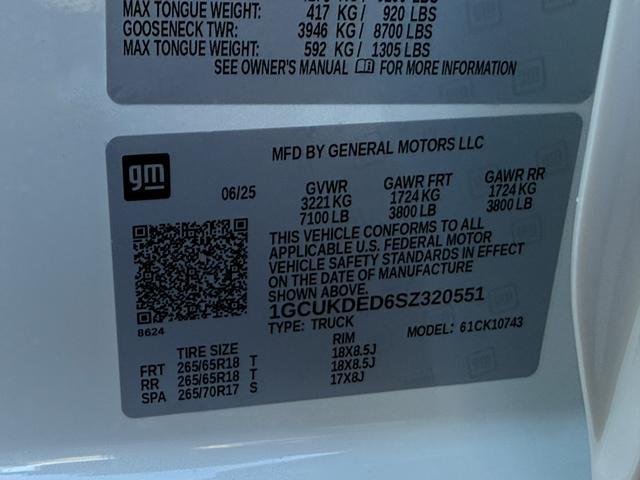 MAX TONGUE WEIGHT: 417 KG / 920 LBS
GOOSENECK TWR: 3946 KG / 8700 LBS
MAX TONGUE WEIGHT: 592 KG / 1305 LBS
SEE OWNER'S MANUAL FOR MORE INFORMATION
gm
MFD BY GENERAL MOTORS LLC
06/25
GVWR GAWR FRT GAWR RR
3221 KG 1724 KG 1724 KG
7100 LB 3800 LB 3800 LB
THIS VEHICLE CONFORMS TO ALL
APPLICABLE U.S. FEDERAL MOTOR
VEHICLE SAFETY STANDARDS IN EFFECT
ON THE DATE OF MANUFACTURE
SHOWN ABOVE.
1GCUKDED6SZ320551
TYPE: TRUCK MODEL: 61CK10743
8624
TIRE SIZE RIM
FRT 265/65R18 T 18X8.5J
RR 265/65R18 T 18X8.5J
SPA 265/70R17 S 17X8J